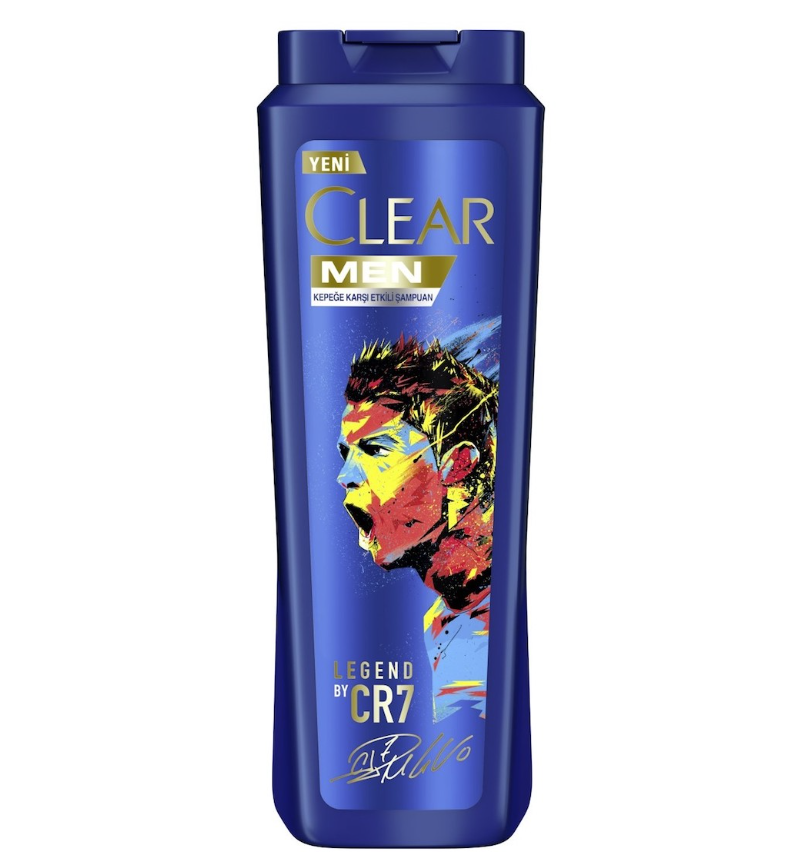 YENİ
CLEAR
MEN
KEPEĞE KARŞI ETKİLİ ŞAMPUAN
LEGEND
BY CR7